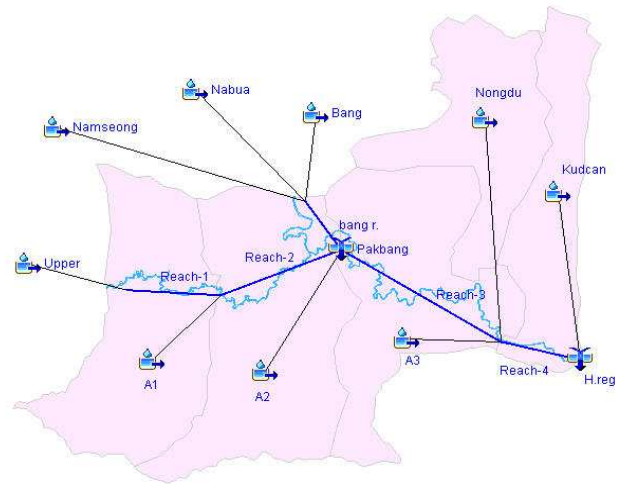 Nabua
Nongdu
Bang
Namseong
Kudcan
bang r.
Pakbang
Reach-2
Upper
Reach-1
Reach-3
A3
Reach-4
A1
A2
H.reg